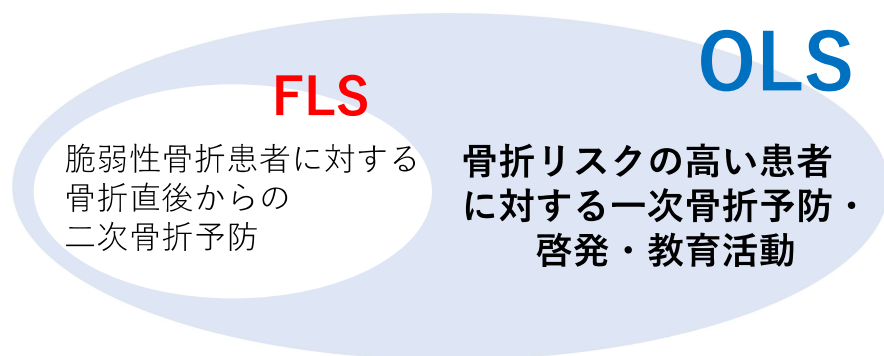 OLS
FLS
脆弱性骨折患者に対する
骨折直後からの
二次骨折予防
骨折リスクの高い患者
に対する一次骨折予防・
啓発・教育活動